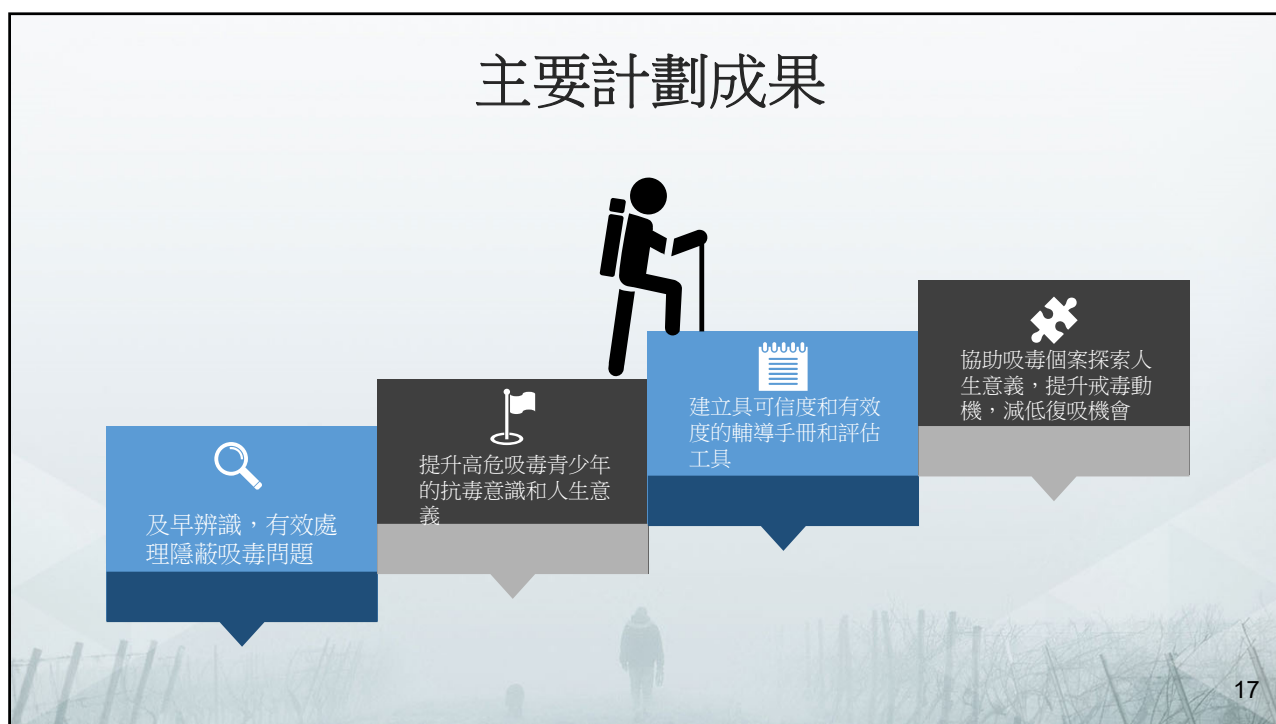 主要計劃成果
及早辨識，有效處
理隱蔽吸毒問題
提升高危吸毒青少年
的抗毒意識和人生意
義
建立具可信度和有效
度的輔導手冊和評估
工具
協助吸毒個案探索人
生意義，提升戒毒動
機，減低復吸機會
17